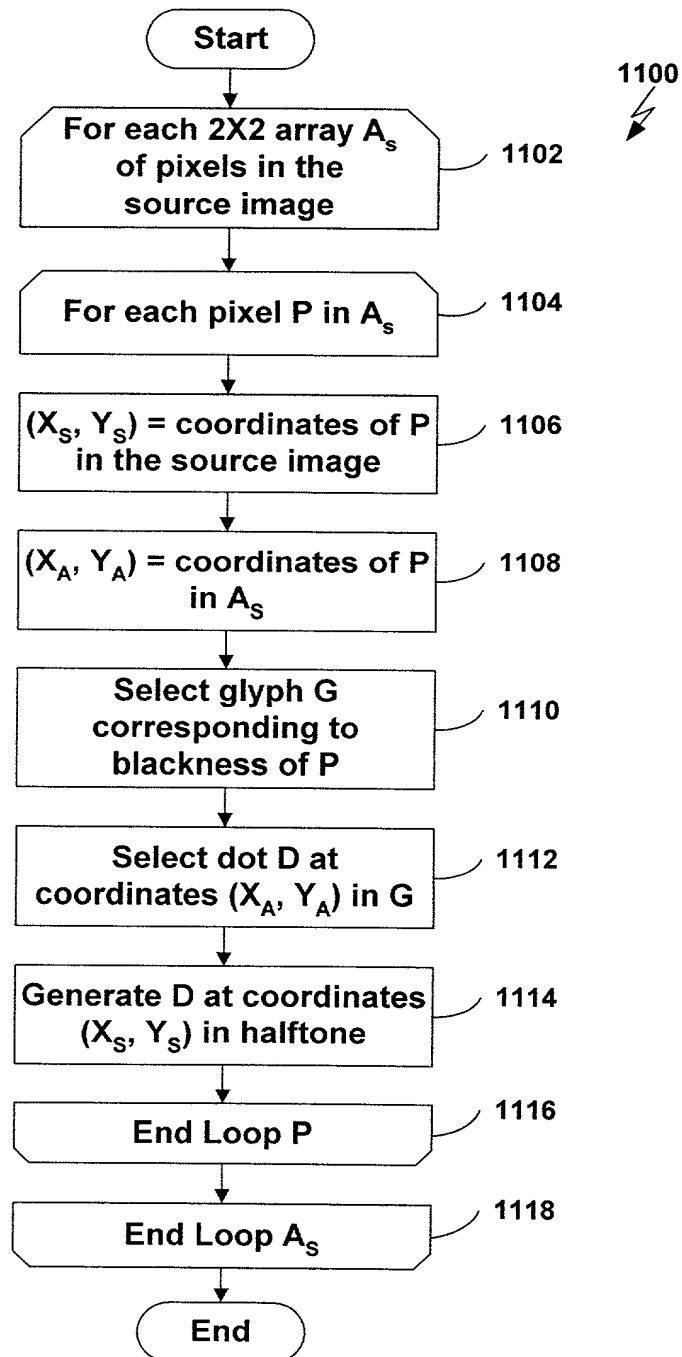 Start
1100
For each 2X2 array Aₛ
of pixels in the
source image
1102
For each pixel P in Aₛ
1104
(X_S, Y_S) = coordinates of P
in the source image
1106
(X_A, Y_A) = coordinates of P
in A_S
1108
Select glyph G
corresponding to
blackness of P
1110
Select dot D at
coordinates (X_A, Y_A) in G
1112
Generate D at coordinates
(X_S, Y_S) in halftone
1114
End Loop P
1116
End Loop A_S
1118
End